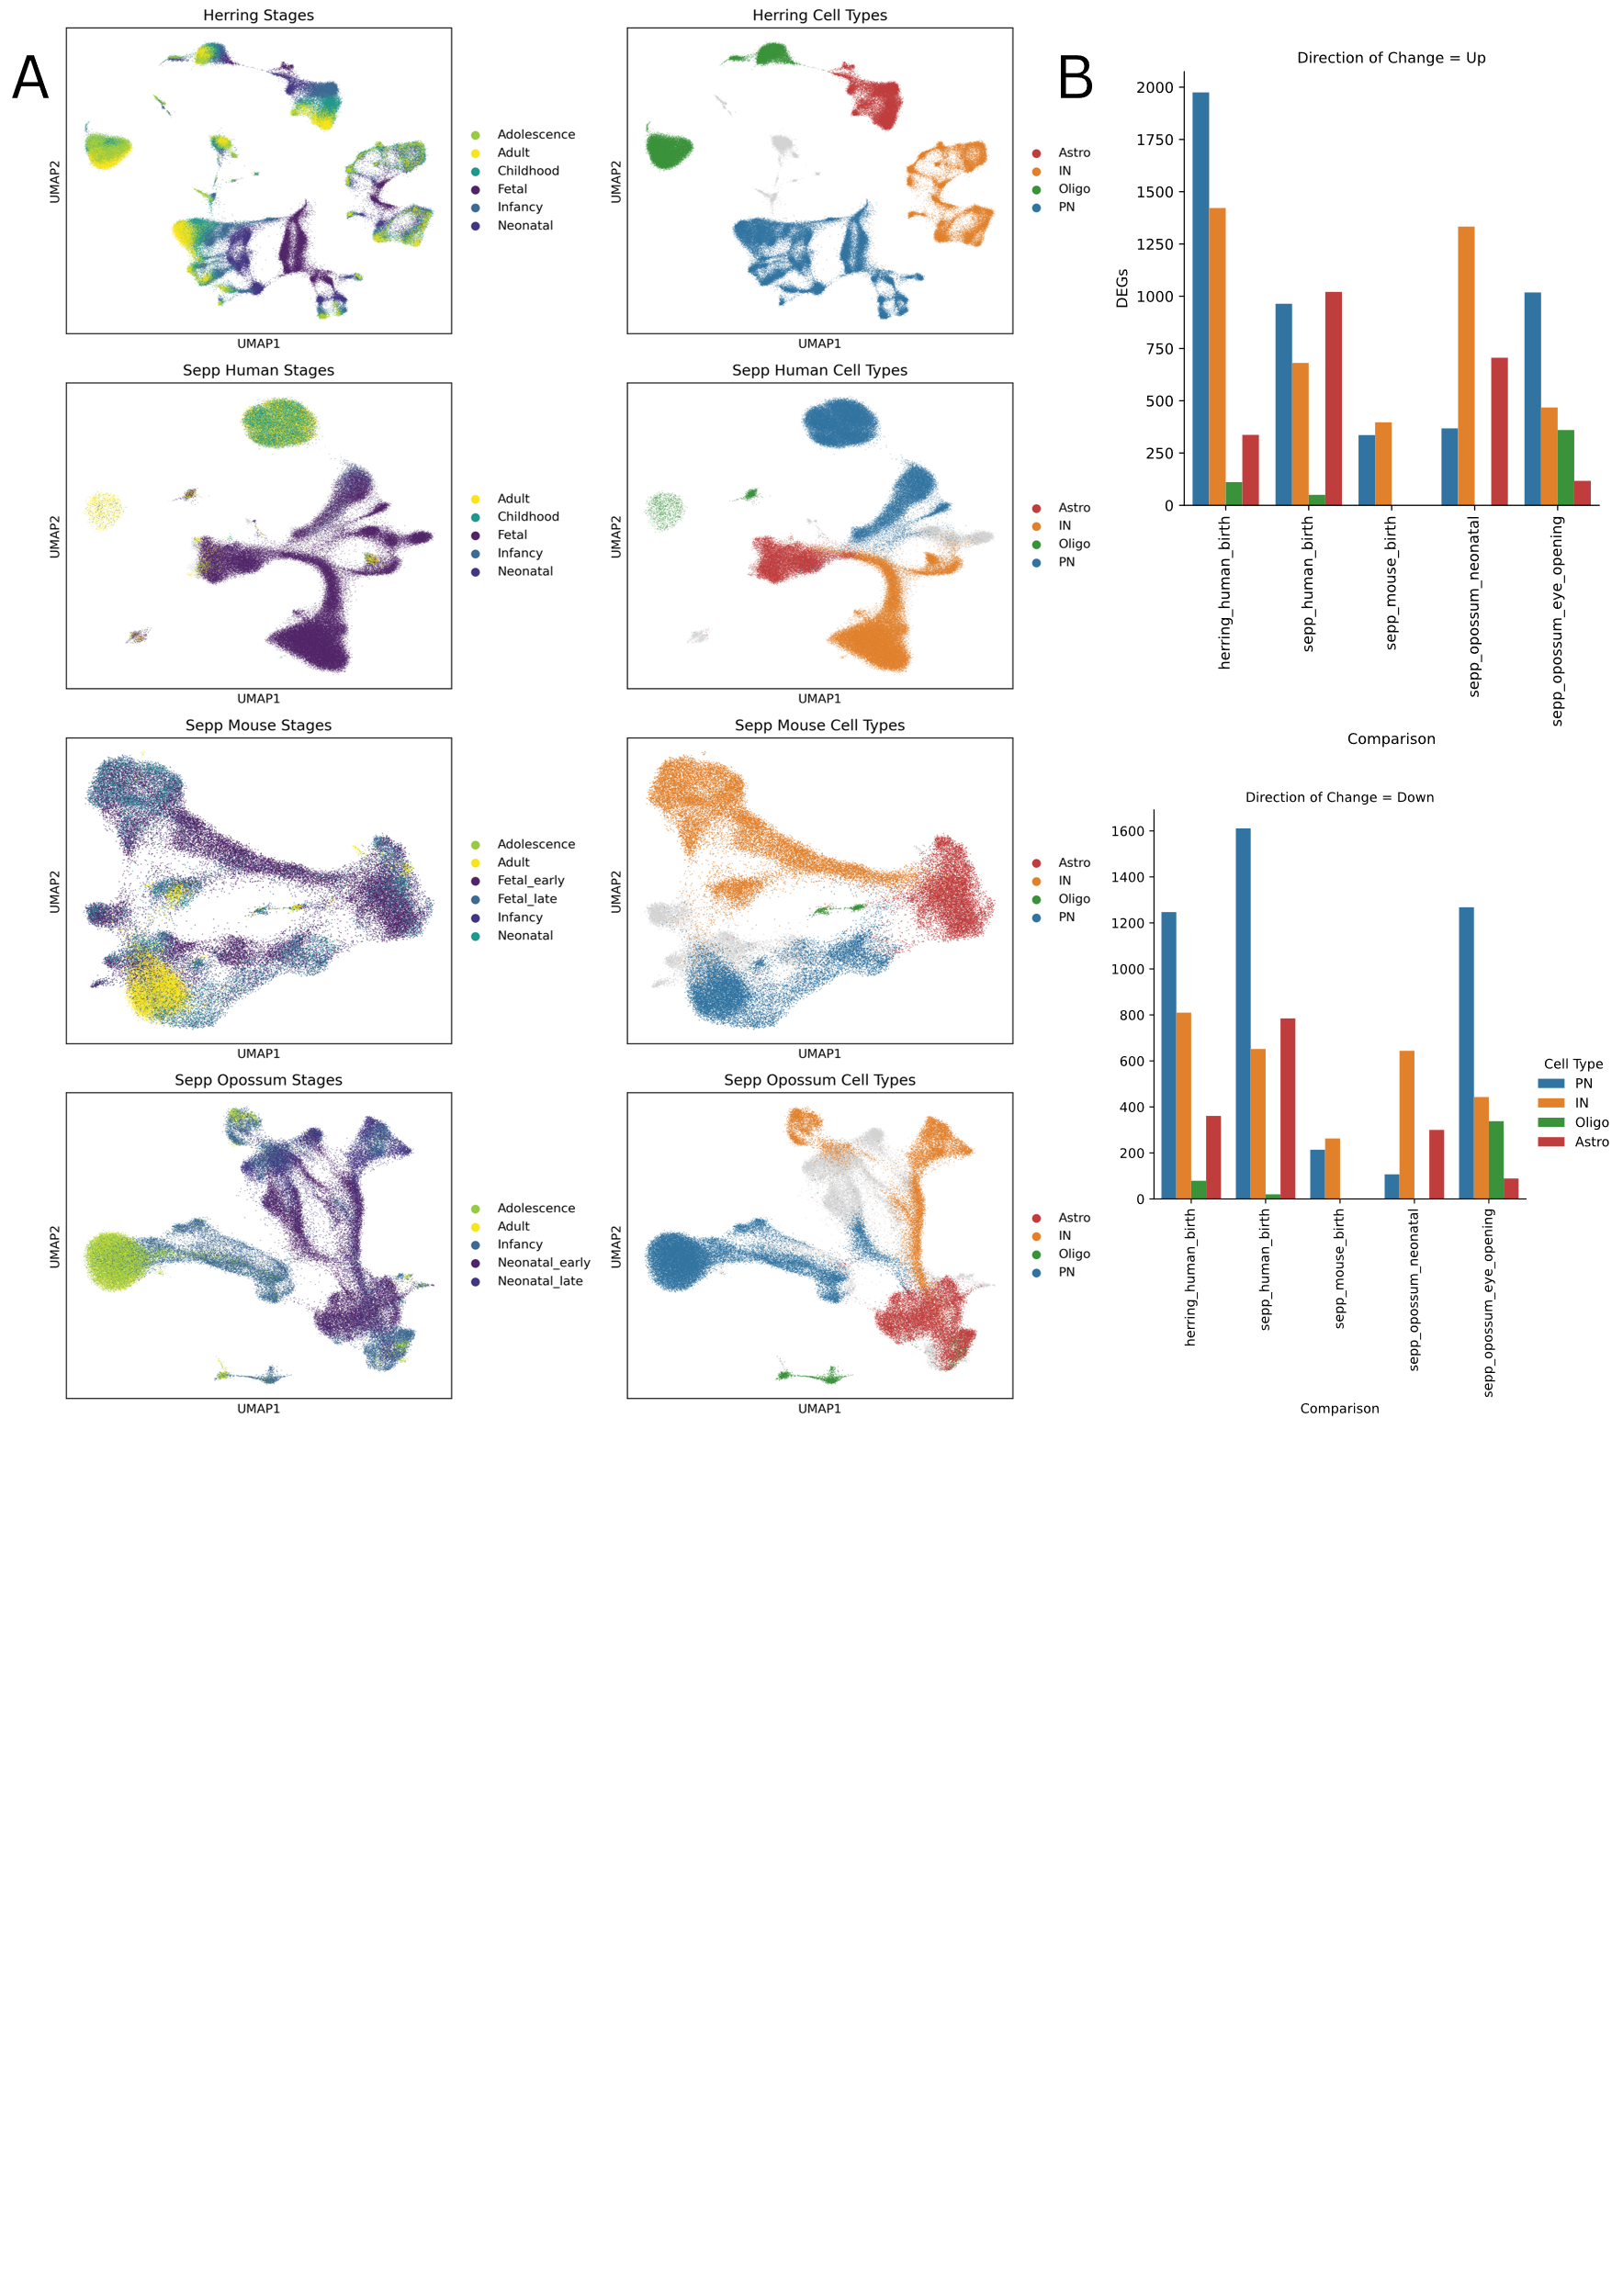 A
Herring Stages
UMAP2
UMAP1
Adolescence
Adult
Childhood
Fetal
Infancy
Neonatal
Herring Cell Types
UMAP2
UMAP1
Astro
IN
Oligo
PN
Sepp Human Stages
UMAP2
UMAP1
Adult
Childhood
Fetal
Infancy
Neonatal
Sepp Human Cell Types
UMAP2
UMAP1
Astro
IN
Oligo
PN
Sepp Mouse Stages
UMAP2
UMAP1
Adolescence
Adult
Fetal_early
Fetal_late
Infancy
Neonatal
Sepp Mouse Cell Types
UMAP2
UMAP1
Astro
IN
Oligo
PN
Sepp Opossum Stages
UMAP2
UMAP1
Adolescence
Adult
Infancy
Neonatal_early
Neonatal_late
Sepp Opossum Cell Types
UMAP2
UMAP1
Astro
IN
Oligo
PN
B
Direction of Change = Up
DEGs
2000
1750
1500
1250
1000
750
500
250
0
herring_human_birth
sepp_human_birth
sepp_mouse_birth
sepp_opossum_neonatal
sepp_opossum_eye_opening
Comparison
Direction of Change = Down
1600
1400
1200
1000
800
600
400
200
0
herring_human_birth
sepp_human_birth
sepp_mouse_birth
sepp_opossum_neonatal
sepp_opossum_eye_opening
Comparison
Cell Type
PN
IN
Oligo
Astro